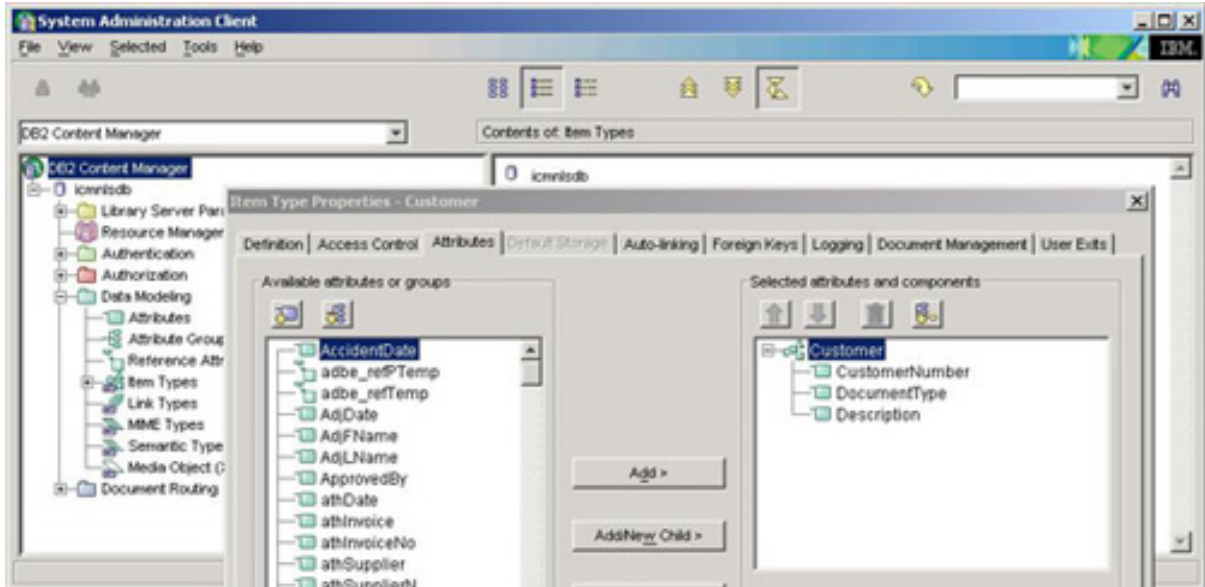 System Administration Client
File View Selected Tools Help
IBM.
DB2 Content Manager
Contents of: Item Types
DB2 Content Manager
icmnlsdb
Library Server Par
Resource Manager
Authentication
Authorization
Data Modeling
Attributes
Attribute Group
Reference Attr
Item Types
Link Types
MIME Types
Semantic Type
Media Object (
Document Routing
icmnlsdb
Item Type Properties - Customer
Definition Access Control Attributes Default Storage Auto-linking Foreign Keys Logging Document Management User Exits
Available attributes or groups
AccidentDate
adbe_refPTemp
adbe_refTemp
AdjDate
AdjFName
AdjLName
ApprovedBy
athDate
athInvoice
athInvoiceNo
athSupplier
athSupplierN
Add >
Add/New Child >
Selected attributes and components
Customer
CustomerNumber
DocumentType
Description